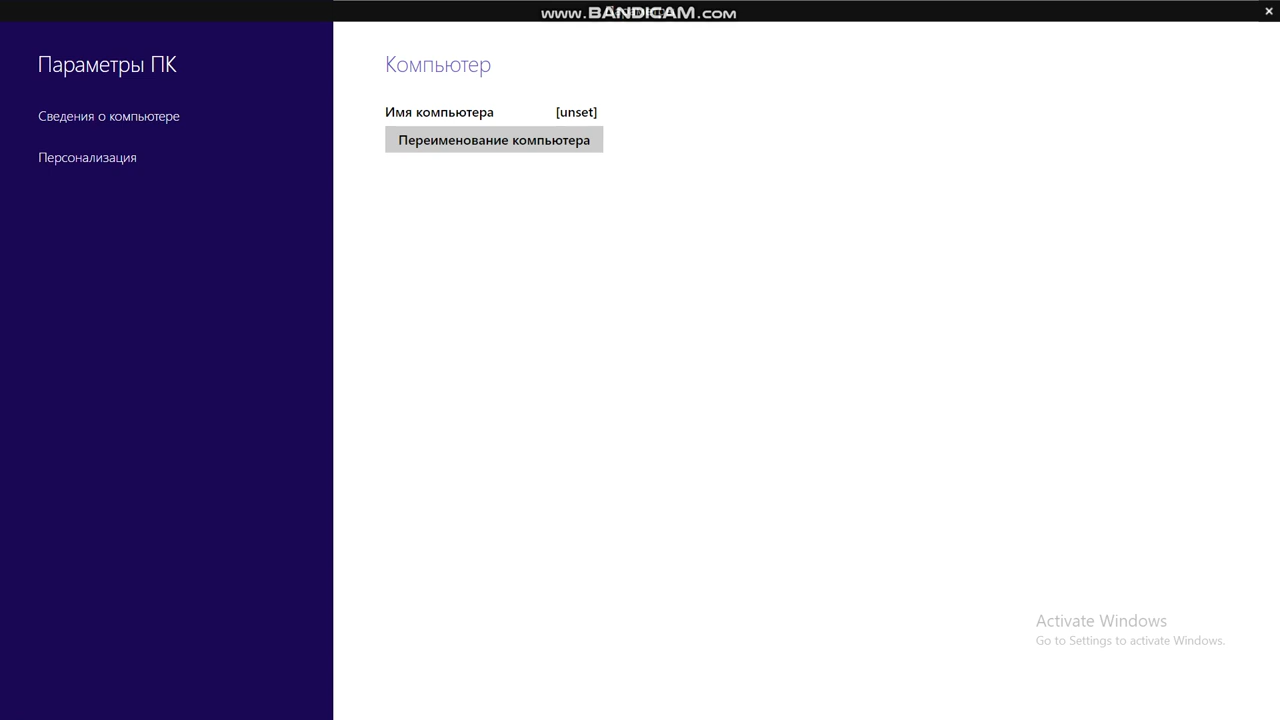 www.BANDICAM.com
Параметры ПК
Сведения о компьютере
Персонализация
Компьютер
Имя компьютера [unset]
Переименование компьютера
Activate Windows
Go to Settings to activate Windows.